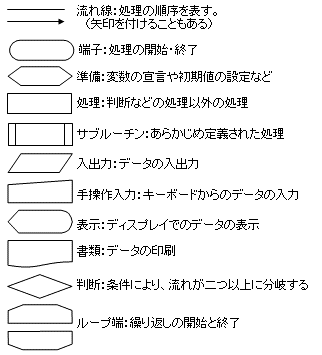 流れ線:処理の順序を表す。
(矢印を付けることもある)
端子:処理の開始・終了
準備:変数の宣言や初期値の設定など
処理:判断などの処理以外の処理
サブルーチン:あらかじめ定義された処理
入出力:データの入出力
手操作入力:キーボードからのデータの入力
表示:ディスプレイでのデータの表示
書類:データの印刷
判断:条件により、流れが二つ以上に分岐する
ループ端:繰り返しの開始と終了